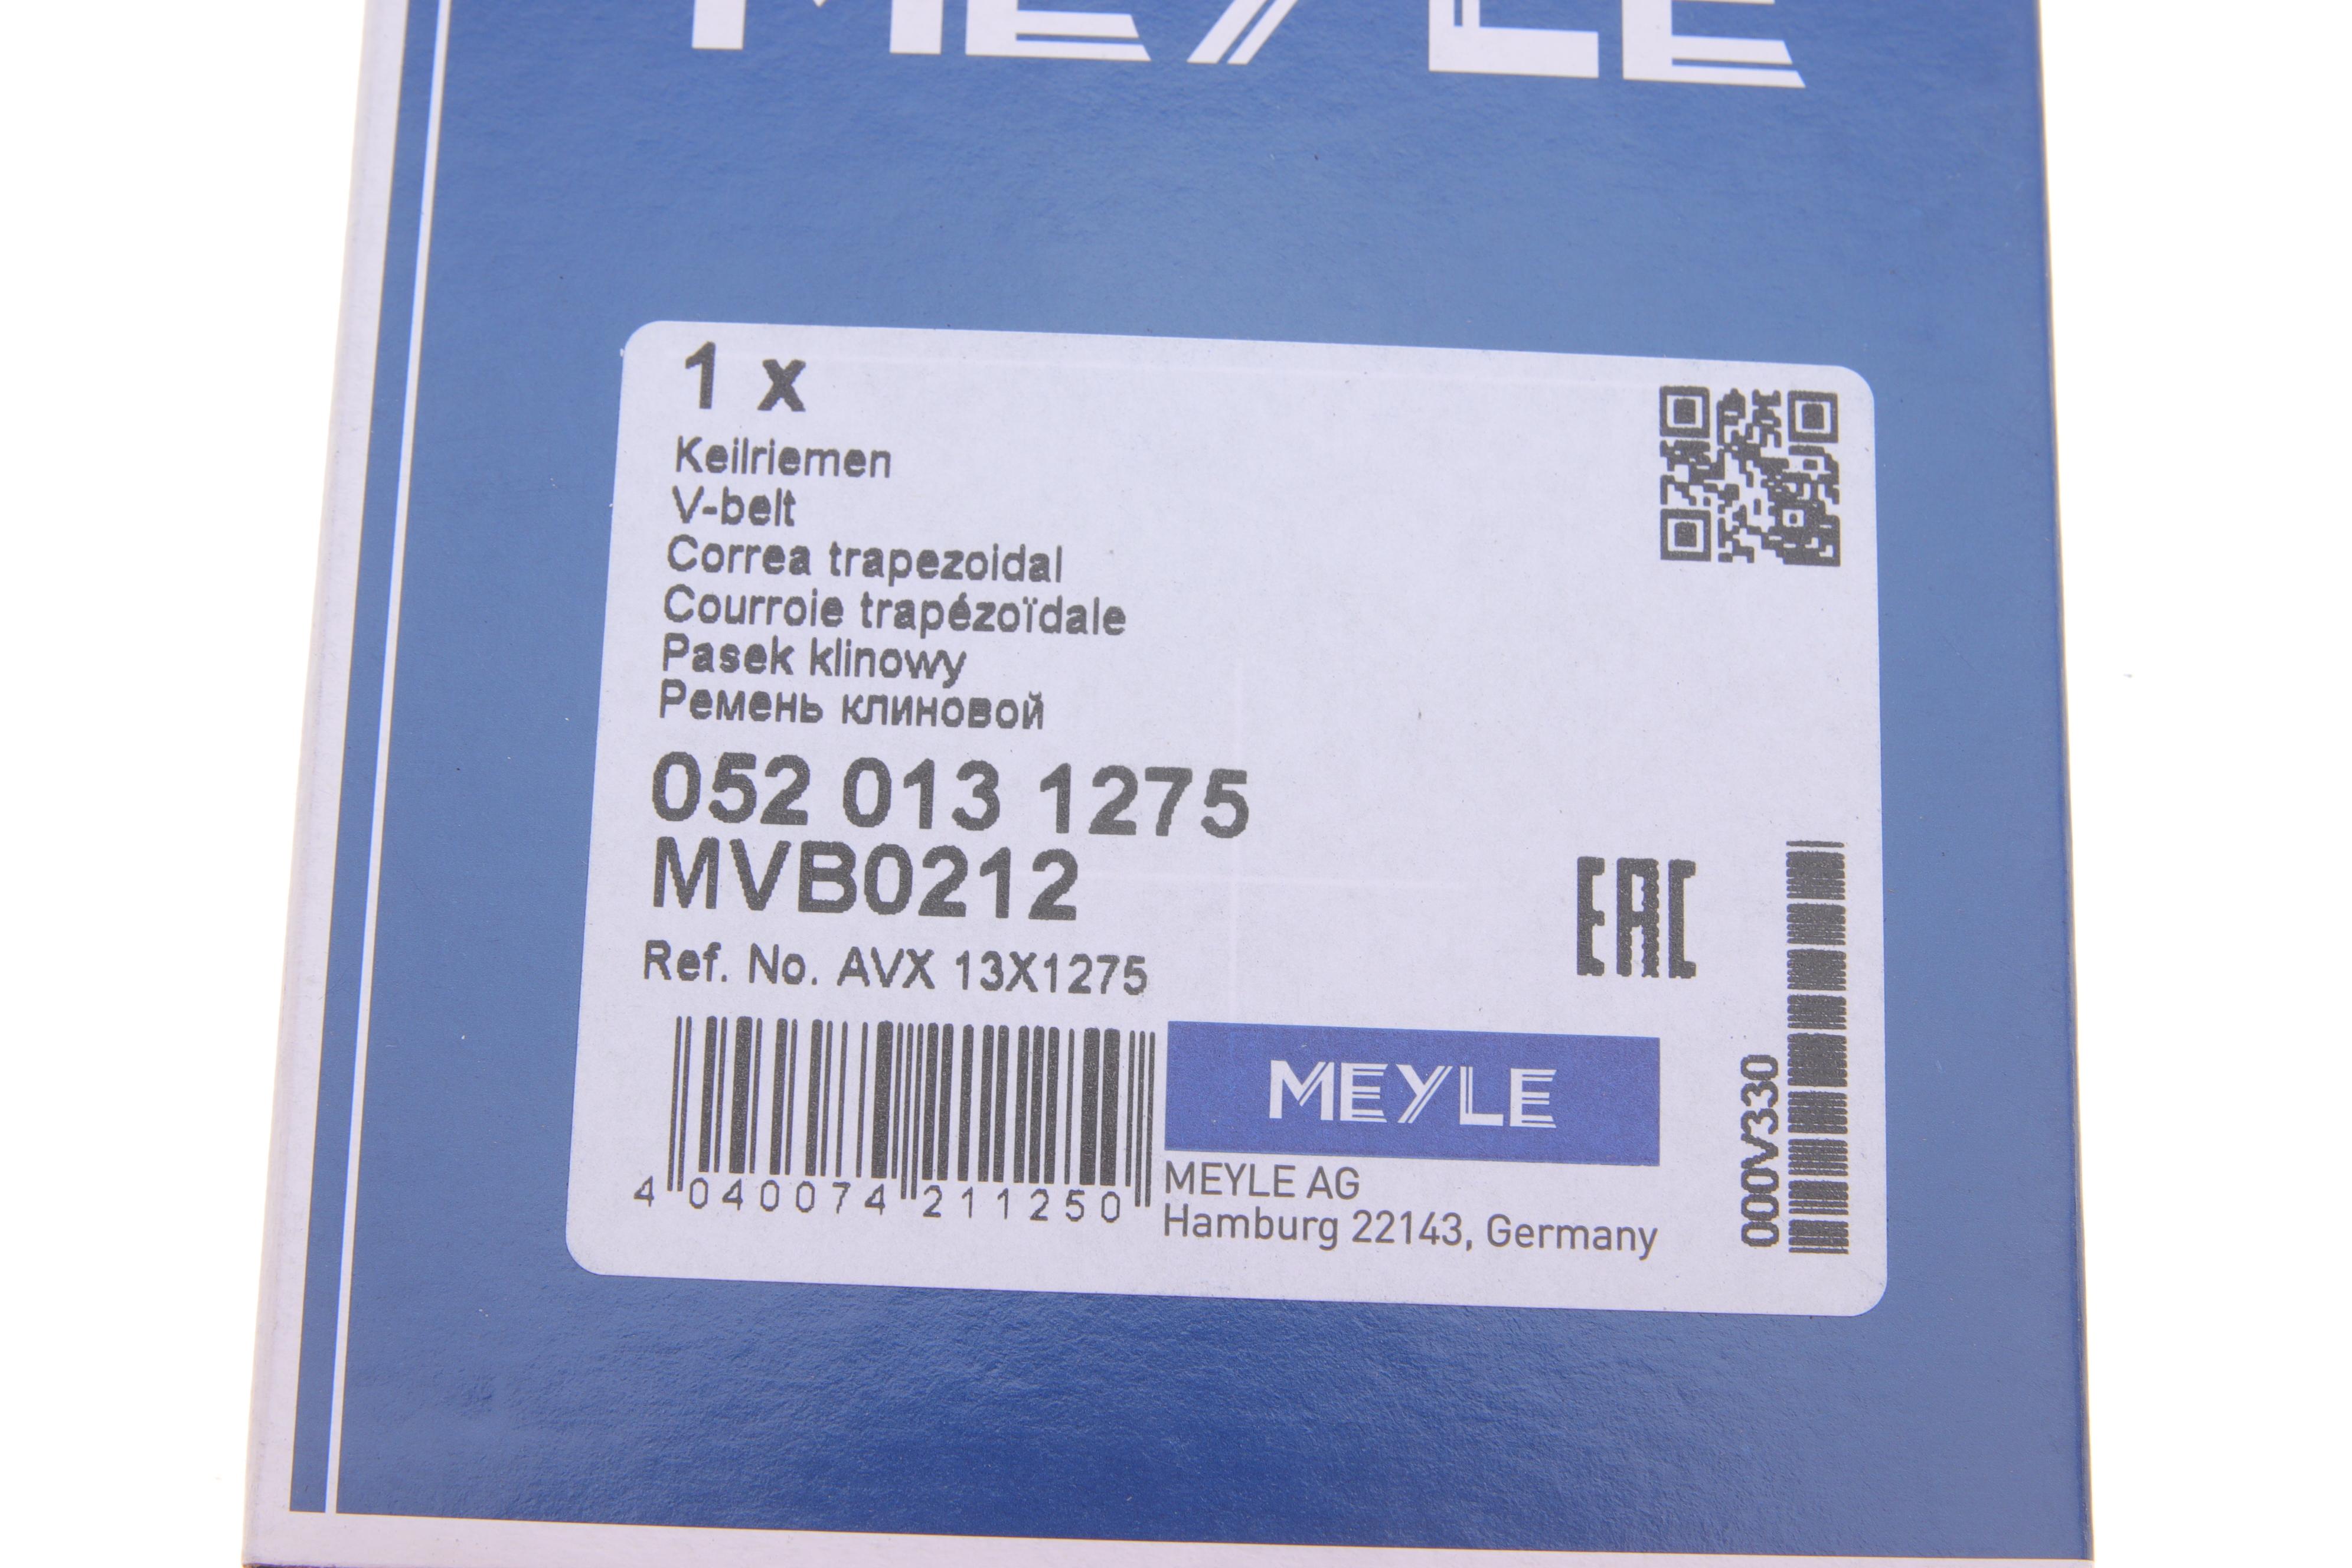 MEYLE
1 x
Keilriemen
V-belt
Correa trapezoidal
Courroie trapézoïdale
Pasek klinowy
Ремень клиновой
052 013 1275
MVB0212
EAC
Ref. No. AVX 13X1275
MEYLE
4 040074 211250
MEYLE AG
Hamburg 22143, Germany
000V330